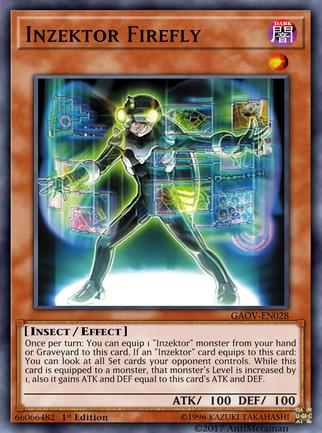 Inzektor Firefly
DARK
闇
GAOV-EN028
[Insect / Effect]
Once per turn: You can equip 1 "Inzektor" monster from your hand
or Graveyard to this card. If an "Inzektor" card equips to this card:
You can look at all Set cards your opponent controls. While this
card is equipped to a monster, that monster's Level is increased by
1, also it gains ATK and DEF equal to this card's ATK and DEF.
ATK/ 100 DEF/ 100
66066482 1st Edition ©1996 KAZUKI TAKAHASHI
©2017 AntiMetaman